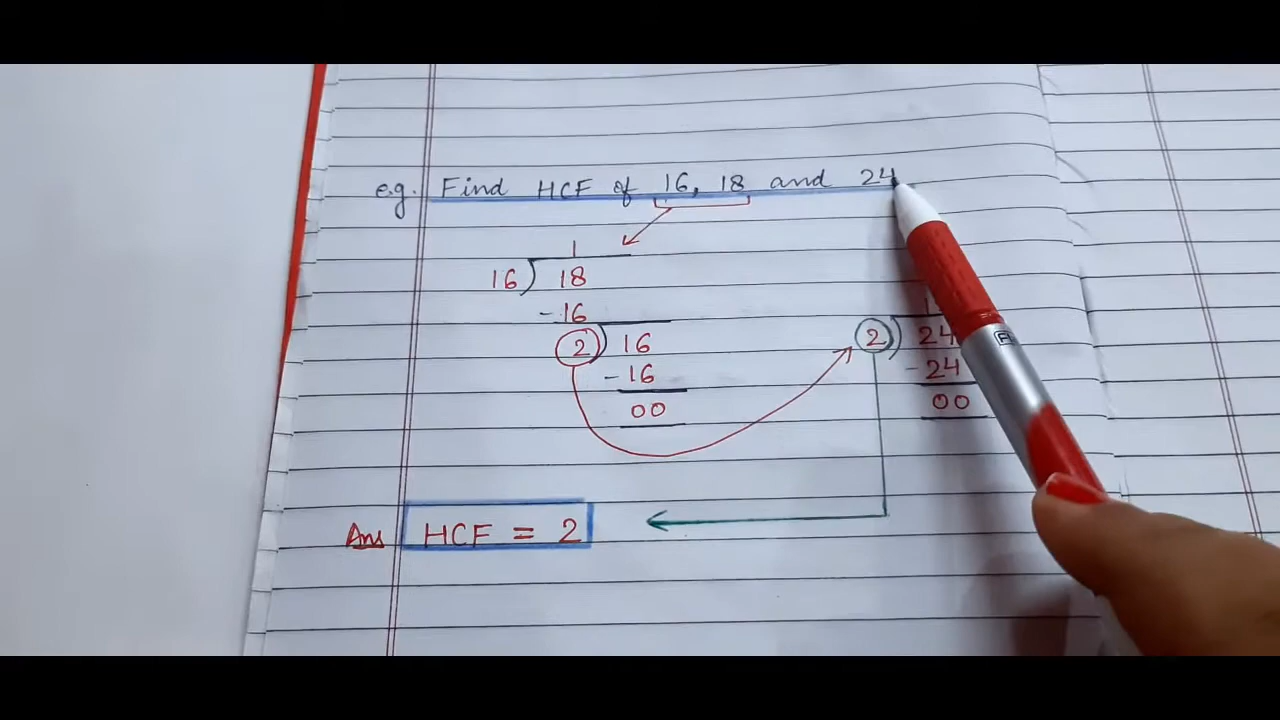 e.g. Find HCF of 16, 18 and 24
1
16 ) 18
- 16
2 ) 16
- 16
00
2 ) 24
- 24
00
Ans HCF = 2